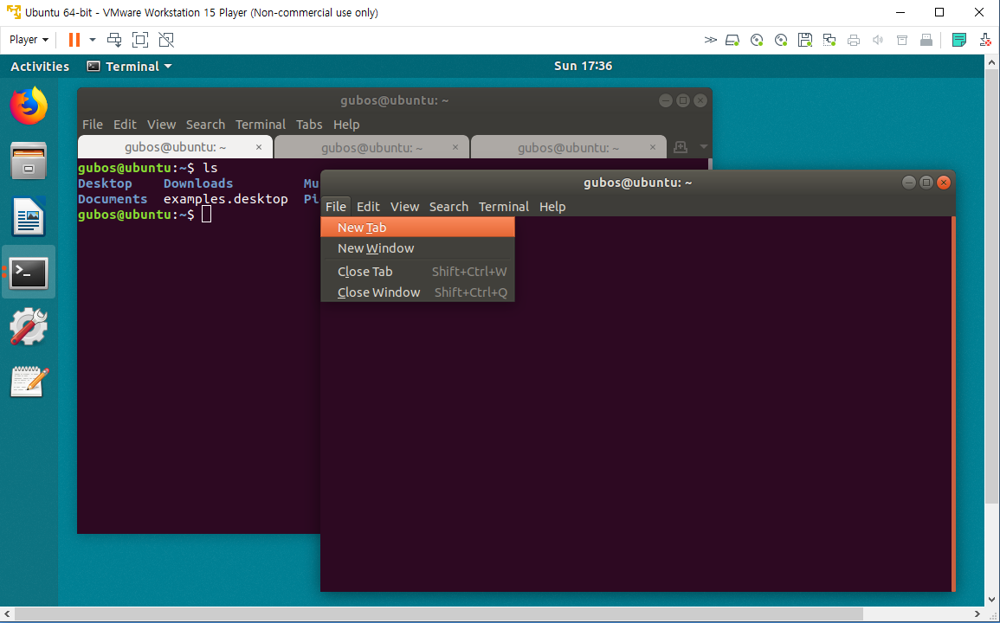 Ubuntu 64-bit - VMware Workstation 15 Player (Non-commercial use only)
Player
Activities Terminal Sun 17:36
gubos@ubuntu: ~
File Edit View Search Terminal Tabs Help
gubos@ubuntu: ~ × gubos@ubuntu: ~ × gubos@ubuntu: ~ ×
gubos@ubuntu:~$ ls
Desktop Downloads Mu
Documents examples.desktop Pi
gubos@ubuntu:~$
gubos@ubuntu: ~
File Edit View Search Terminal Help
New Tab
New Window
Close Tab Shift+Ctrl+W
Close Window Shift+Ctrl+Q